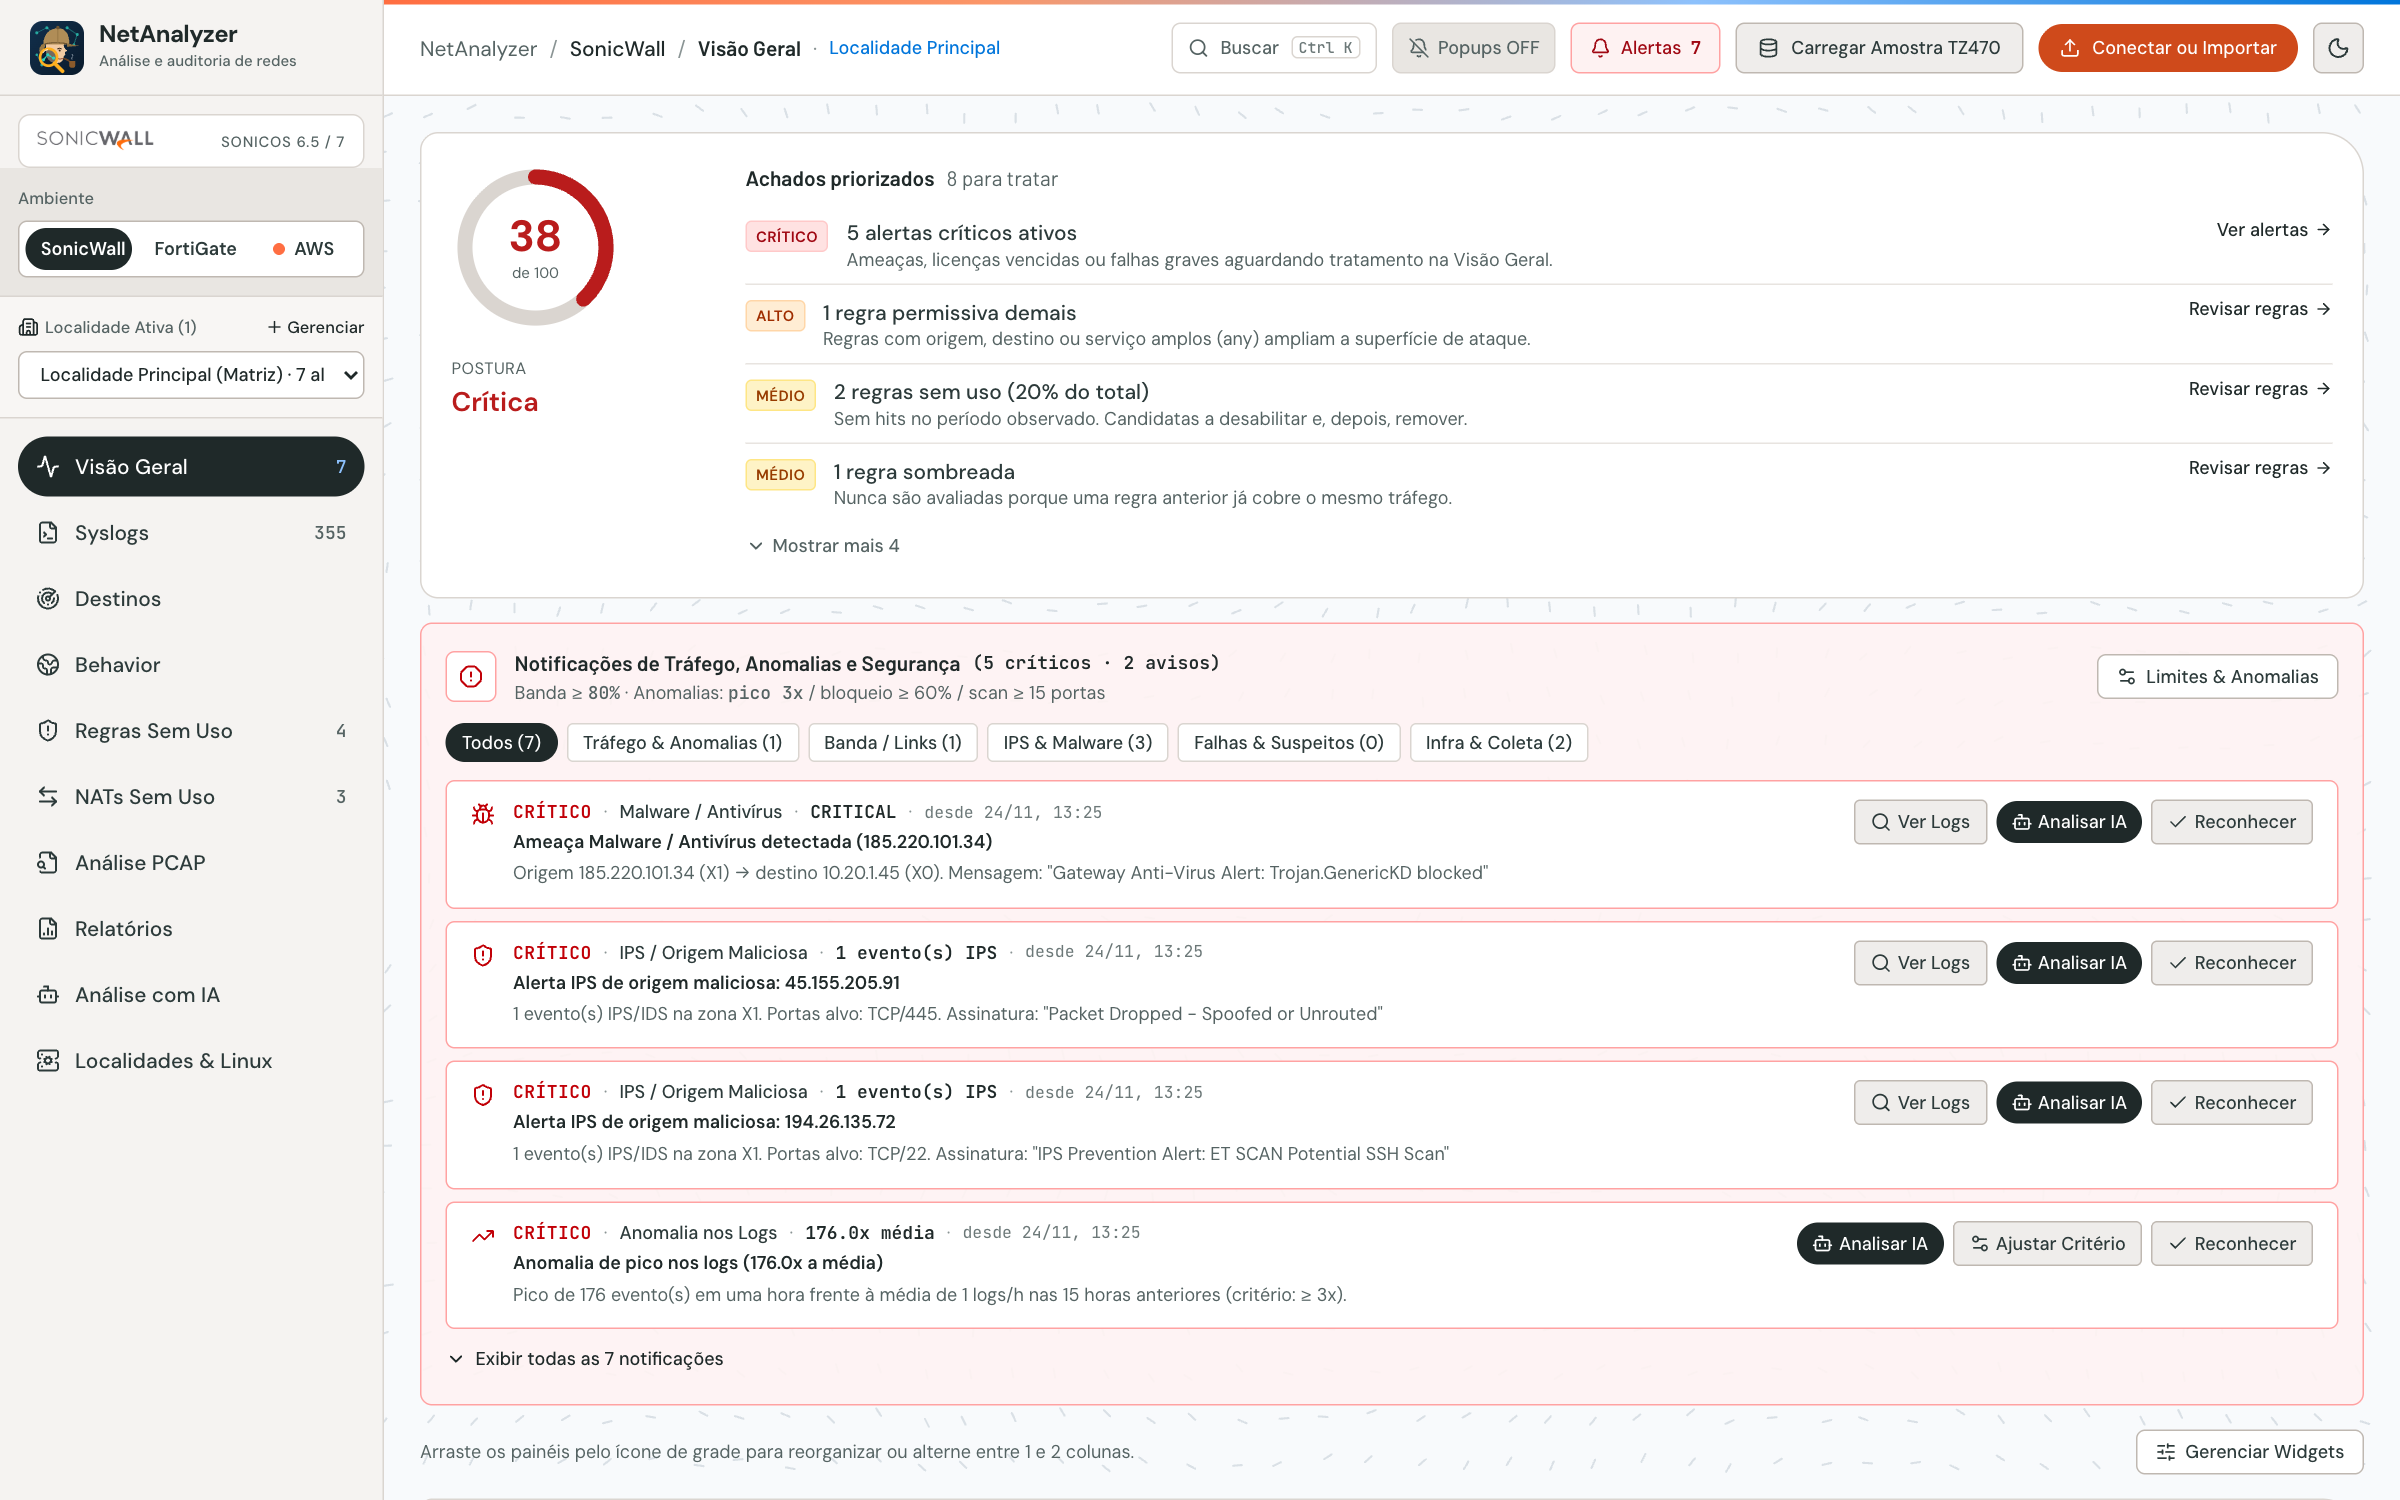 NetAnalyzer
Análise e auditoria de redes
SONICWALL
SONICOS 6.5 / 7
Ambiente
SonicWall
FortiGate
AWS
Localidade Ativa (1)
+ Gerenciar
Localidade Principal (Matriz) · 7 al
Visão Geral 7
Syslogs 355
Destinos
Behavior
Regras Sem Uso 4
NATs Sem Uso 3
Análise PCAP
Relatórios
Análise com IA
Localidades & Linux
NetAnalyzer / SonicWall / Visão Geral · Localidade Principal
Buscar Ctrl K
Popups OFF
Alertas 7
Carregar Amostra TZ470
Conectar ou Importar
38
de 100
POSTURA
Crítica
Achados priorizados 8 para tratar
CRÍTICO 5 alertas críticos ativos
Ameaças, licenças vencidas ou falhas graves aguardando tratamento na Visão Geral.
Ver alertas →
ALTO 1 regra permissiva demais
Regras com origem, destino ou serviço amplos (any) ampliam a superfície de ataque.
Revisar regras →
MÉDIO 2 regras sem uso (20% do total)
Sem hits no período observado. Candidatas a desabilitar e, depois, remover.
Revisar regras →
MÉDIO 1 regra sombreada
Nunca são avaliadas porque uma regra anterior já cobre o mesmo tráfego.
Revisar regras →
Mostrar mais 4
Notificações de Tráfego, Anomalias e Segurança (5 críticos · 2 avisos)
Banda ≥ 80% · Anomalias: pico 3x / bloqueio ≥ 60% / scan ≥ 15 portas
Limites & Anomalias
Todos (7)
Tráfego & Anomalias (1)
Banda / Links (1)
IPS & Malware (3)
Falhas & Suspeitos (0)
Infra & Coleta (2)
CRÍTICO · Malware / Antivírus · CRITICAL · desde 24/11, 13:25
Ameaça Malware / Antivírus detectada (185.220.101.34)
Origem 185.220.101.34 (X1) → destino 10.20.1.45 (X0). Mensagem: "Gateway Anti-Virus Alert: Trojan.GenericKD blocked"
Ver Logs
Analisar IA
Reconhecer
CRÍTICO · IPS / Origem Maliciosa · 1 evento(s) IPS · desde 24/11, 13:25
Alerta IPS de origem maliciosa: 45.155.205.91
1 evento(s) IPS/IDS na zona X1. Portas alvo: TCP/445. Assinatura: "Packet Dropped - Spoofed or Unrouted"
Ver Logs
Analisar IA
Reconhecer
CRÍTICO · IPS / Origem Maliciosa · 1 evento(s) IPS · desde 24/11, 13:25
Alerta IPS de origem maliciosa: 194.26.135.72
1 evento(s) IPS/IDS na zona X1. Portas alvo: TCP/22. Assinatura: "IPS Prevention Alert: ET SCAN Potential SSH Scan"
Ver Logs
Analisar IA
Reconhecer
CRÍTICO · Anomalia nos Logs · 176.0x média · desde 24/11, 13:25
Anomalia de pico nos logs (176.0x a média)
Pico de 176 evento(s) em uma hora frente à média de 1 logs/h nas 15 horas anteriores (critério: ≥ 3x).
Analisar IA
Ajustar Critério
Reconhecer
Exibir todas as 7 notificações
Arraste os painéis pelo ícone de grade para reorganizar ou alterne entre 1 e 2 colunas.
Gerenciar Widgets